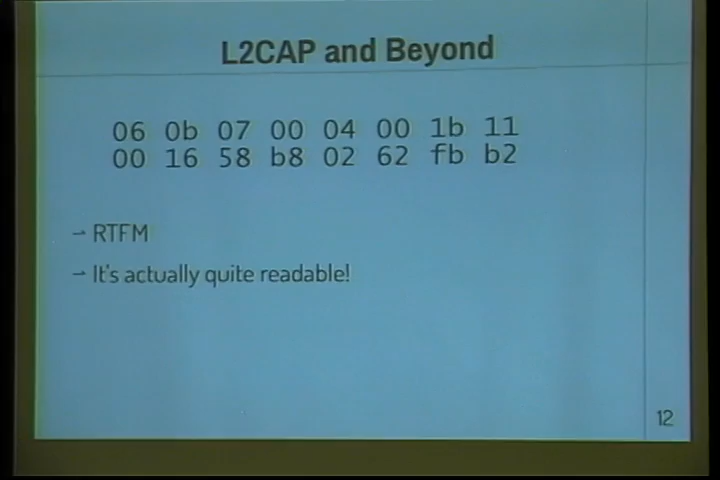 L2CAP and Beyond
06 0b 07 00 04 00 1b 11
00 16 58 b8 02 62 fb b2
→ RTFM
→ It's actually quite readable!
12